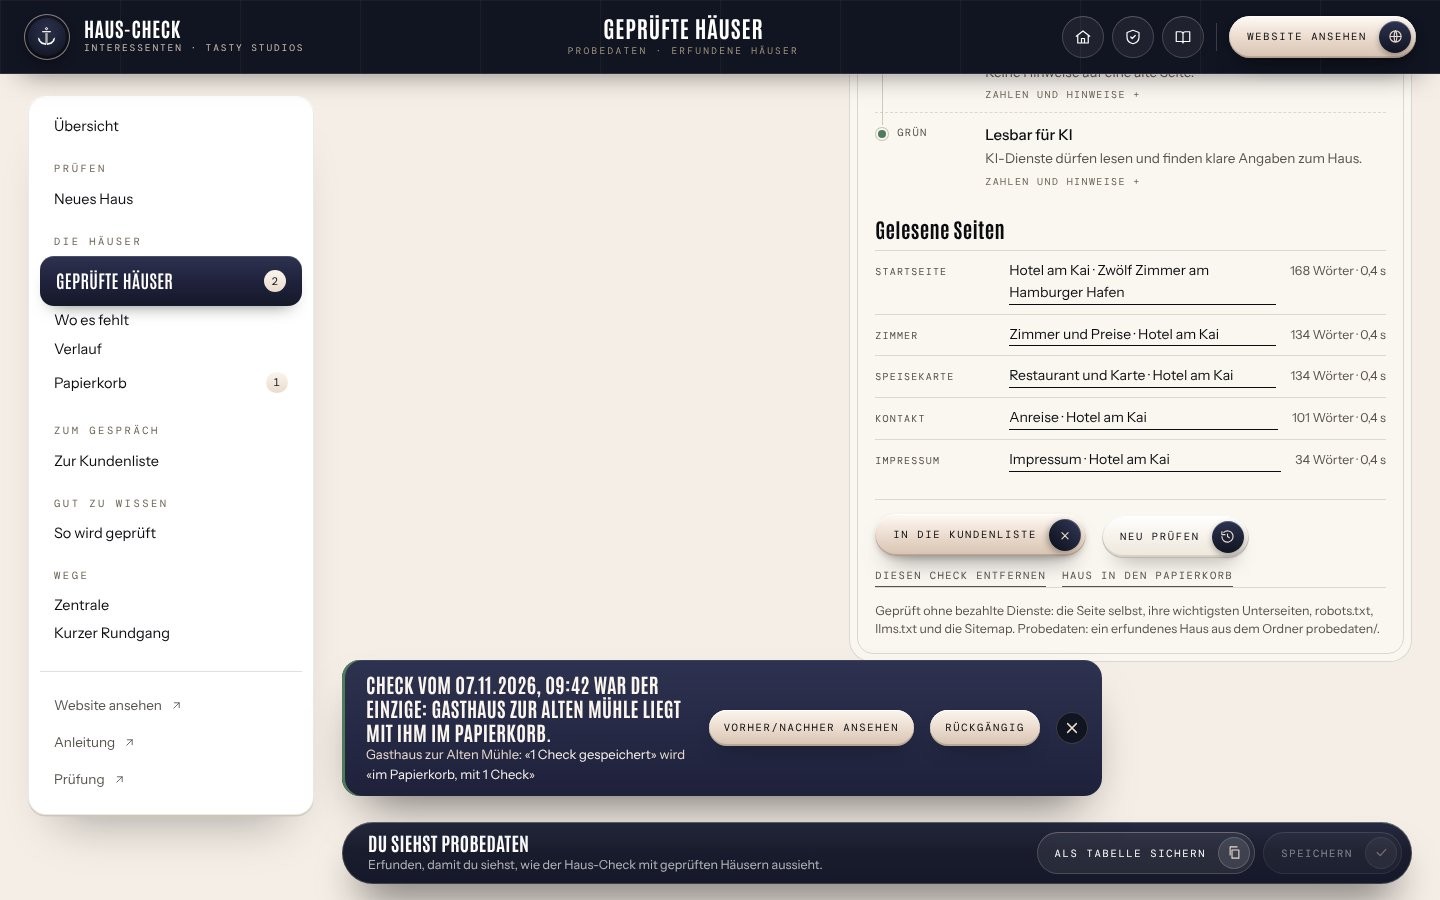 HAUS-CHECK
INTERESSENTEN · TASTY STUDIOS
GEPRÜFTE HÄUSER
PROBEDATEN · ERFUNDENE HÄUSER
WEBSITE ANSEHEN
Übersicht
PRÜFEN
Neues Haus
DIE HÄUSER
GEPRÜFTE HÄUSER 2
Wo es fehlt
Verlauf
Papierkorb 1
ZUM GESPRÄCH
Zur Kundenliste
GUT ZU WISSEN
So wird geprüft
WEGE
Zentrale
Kurzer Rundgang
Website ansehen
Anleitung
Prüfung
Keine Hinweise auf eine alte Seite.
ZAHLEN UND HINWEISE +
GRÜN
Lesbar für KI
KI-Dienste dürfen lesen und finden klare Angaben zum Haus.
ZAHLEN UND HINWEISE +
Gelesene Seiten
STARTSEITE Hotel am Kai · Zwölf Zimmer am 168 Wörter · 0,4 s
Hamburger Hafen
ZIMMER Zimmer und Preise · Hotel am Kai 134 Wörter · 0,4 s
SPEISEKARTE Restaurant und Karte · Hotel am Kai 134 Wörter · 0,4 s
KONTAKT Anreise · Hotel am Kai 101 Wörter · 0,4 s
IMPRESSUM Impressum · Hotel am Kai 34 Wörter · 0,4 s
IN DIE KUNDENLISTE NEU PRÜFEN
DIESEN CHECK ENTFERNEN HAUS IN DEN PAPIERKORB
Geprüft ohne bezahlte Dienste: die Seite selbst, ihre wichtigsten Unterseiten, robots.txt,
llms.txt und die Sitemap. Probedaten: ein erfundenes Haus aus dem Ordner probedaten/.
CHECK VOM 07.11.2026, 09:42 WAR DER
EINZIGE: GASTHAUS ZUR ALTEN MÜHLE LIEGT
MIT IHM IM PAPIERKORB.
Gasthaus zur Alten Mühle: «1 Check gespeichert» wird
«im Papierkorb, mit 1 Check»
VORHER/NACHHER ANSEHEN RÜCKGÄNGIG
DU SIEHST PROBEDATEN
Erfunden, damit du siehst, wie der Haus-Check mit geprüften Häusern aussieht.
ALS TABELLE SICHERN SPEICHERN